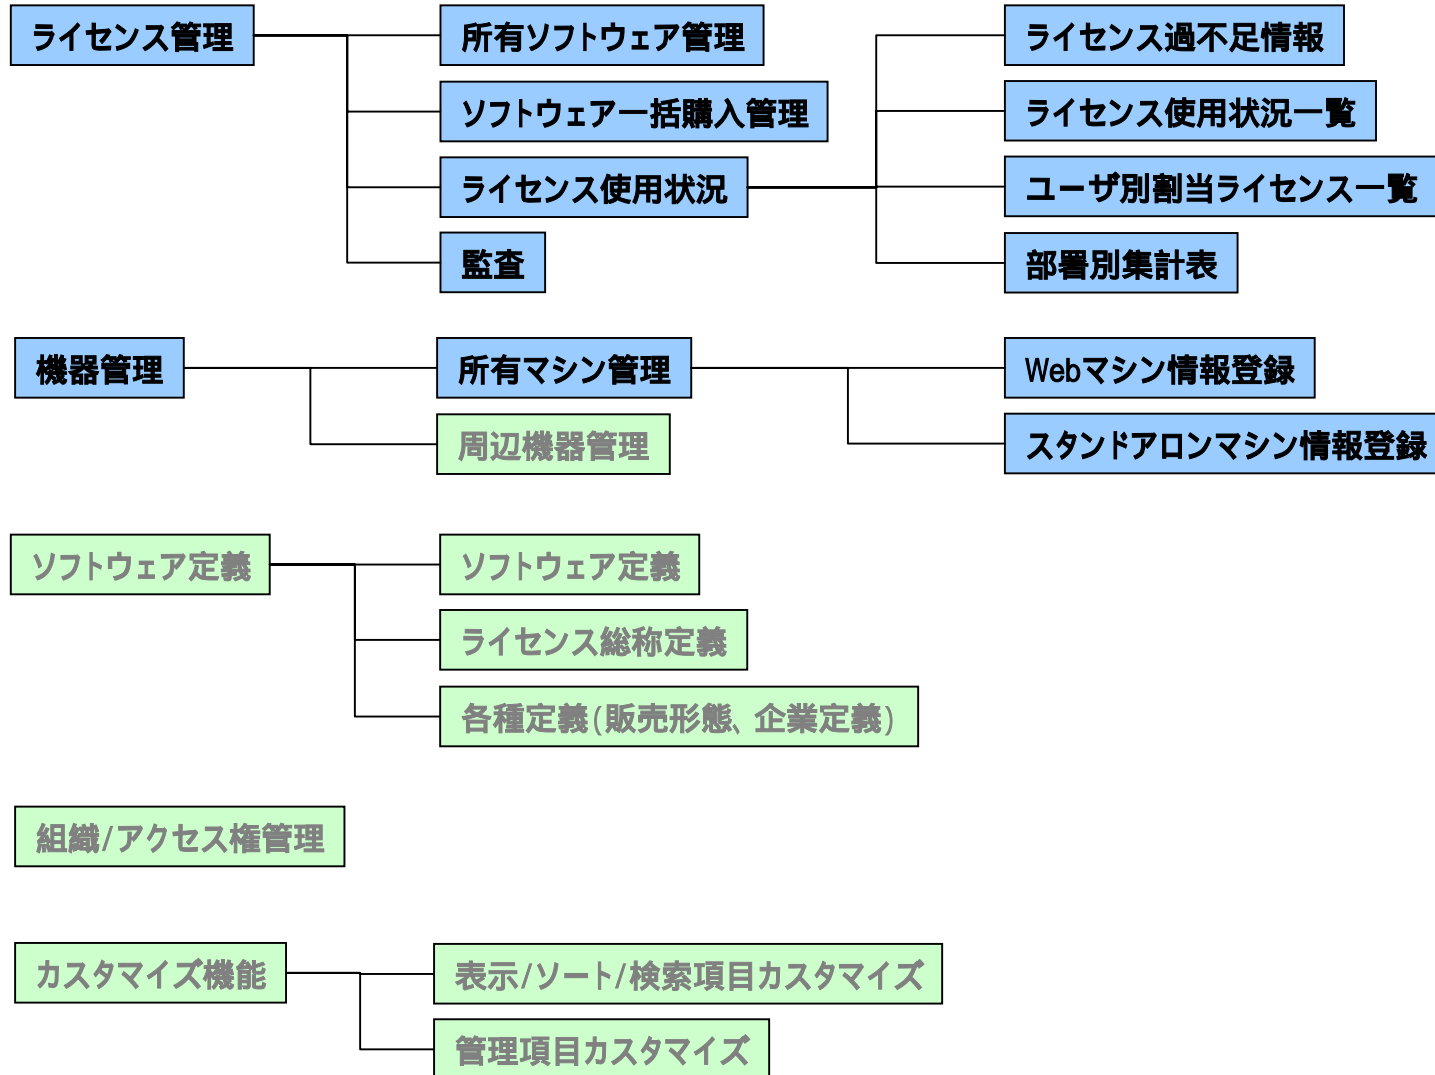 ライセンス管理
所有ソフトウェア管理
ライセンス過不足情報
ソフトウェア一括購入管理
ライセンス使用状況一覧
ライセンス使用状況
ユーザ別割当ライセンス一覧
監査
部署別集計表
機器管理
所有マシン管理
Webマシン情報登録
周辺機器管理
スタンドアロンマシン情報登録
ソフトウェア定義
ソフトウェア定義
ライセンス総称定義
各種定義(販売形態、企業定義)
組織/アクセス権管理
カスタマイズ機能
表示/ソート/検索項目カスタマイズ
管理項目カスタマイズ